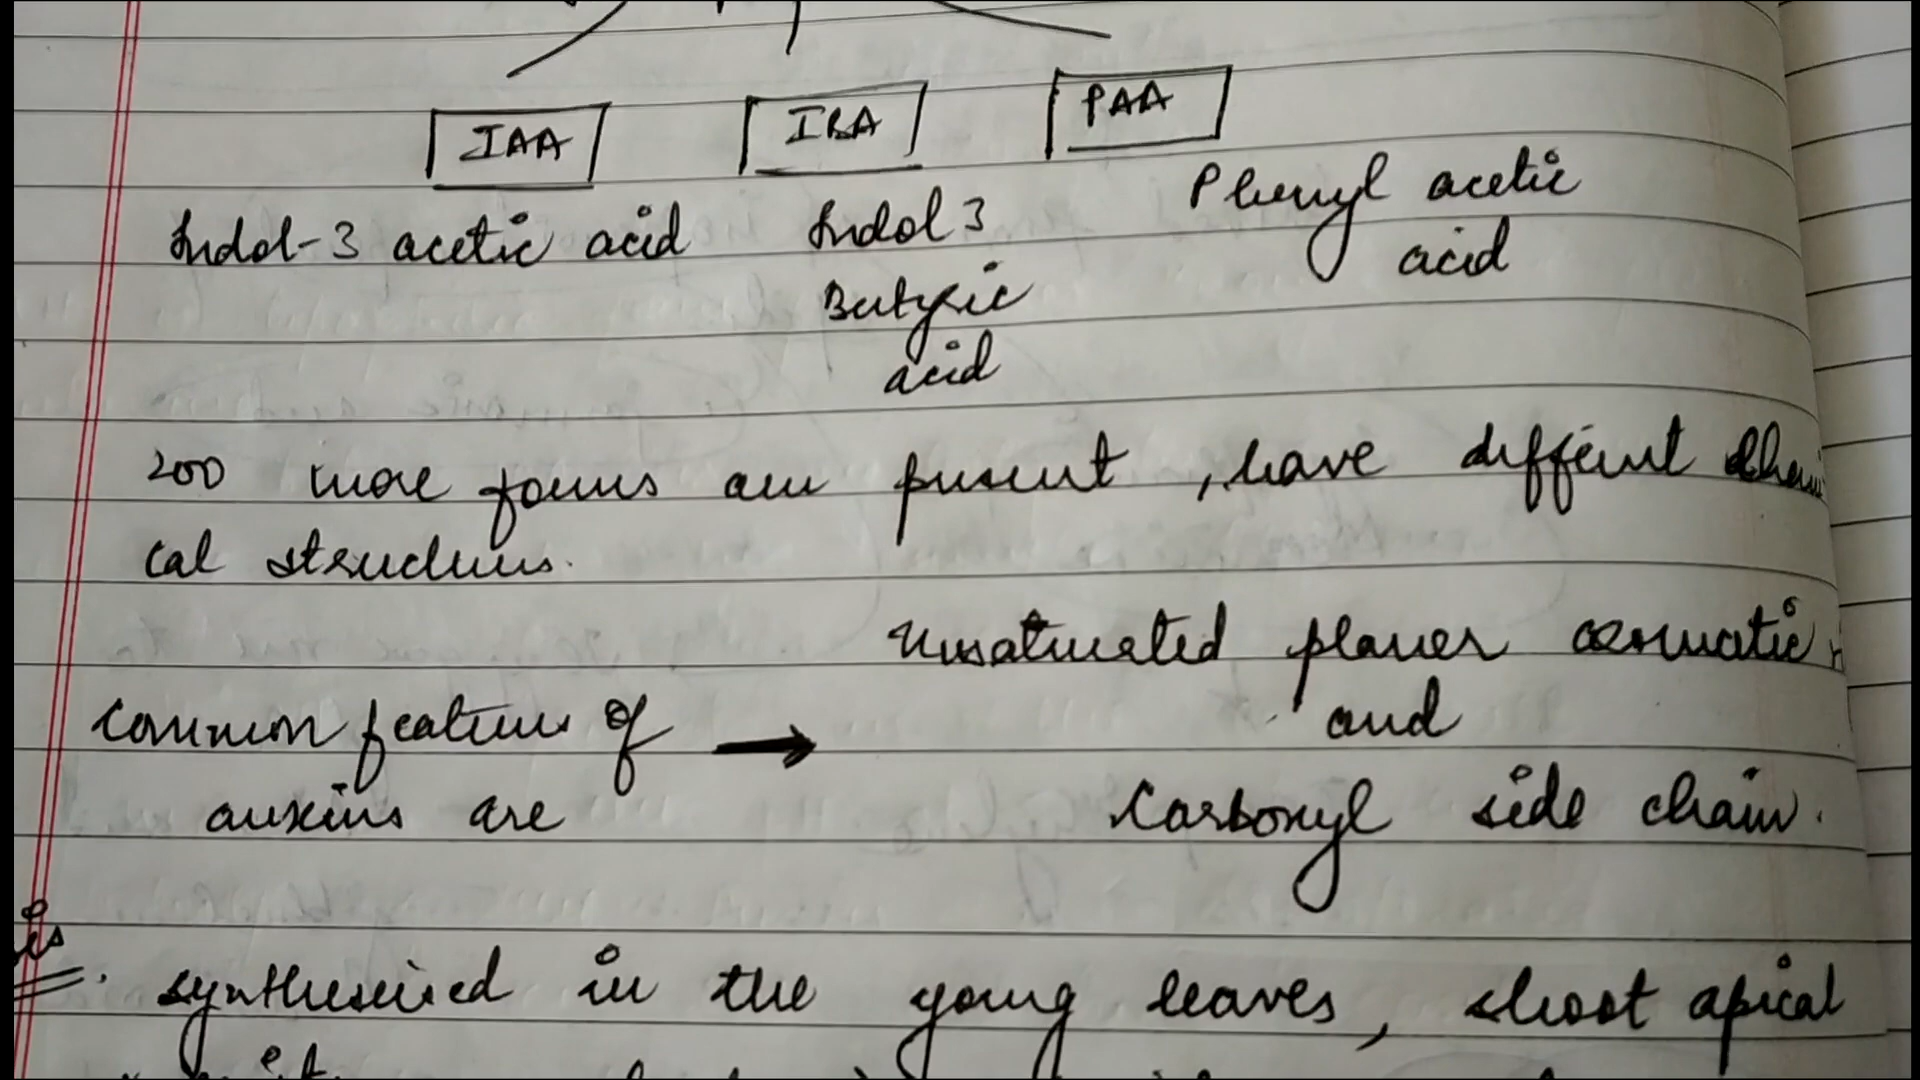 IAA IBA PAA
Indol-3 acetic acid Indol 3 Phenyl acetic
acid
Butyric
acid
200 more forms are present, have different chemi
cal structures.
unsaturated planer aromatic r
common features of → and
auxins are carbonyl side chain.
is
synthesised in the young leaves, shoot apical